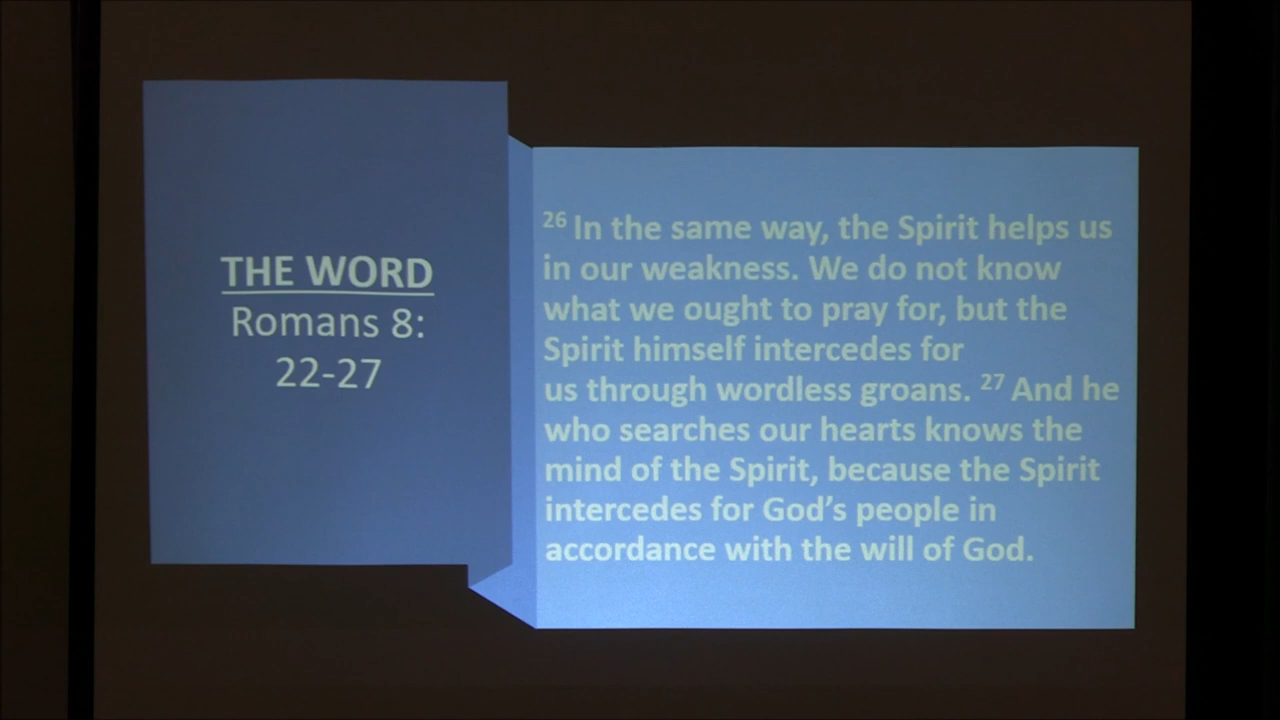 THE WORD
Romans 8:
22-27
26 In the same way, the Spirit helps us
in our weakness. We do not know
what we ought to pray for, but the
Spirit himself intercedes for
us through wordless groans. 27 And he
who searches our hearts knows the
mind of the Spirit, because the Spirit
intercedes for God’s people in
accordance with the will of God.